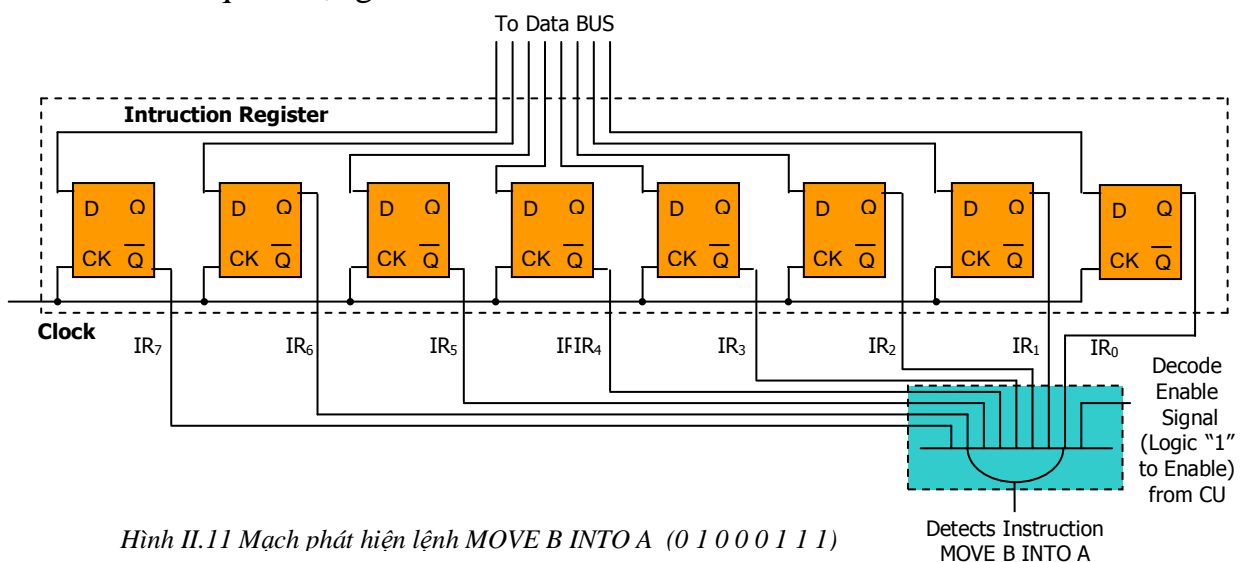 To Data BUS
Intruction Register
D Q D Q D Q D Q D Q D Q D Q D Q
CK Q̅ CK Q̅ CK Q̅ CK Q̅ CK Q̅ CK Q̅ CK Q̅ CK Q̅
Clock
IR₇ IR₆ IR₅ IFIR₄ IR₃ IR₂ IR₁ IR₀
Decode
Enable
Signal
(Logic “1”
to Enable)
from CU
Detects Instruction
MOVE B INTO A
Hình II.11 Mạch phát hiện lệnh MOVE B INTO A (0 1 0 0 0 1 1 1)